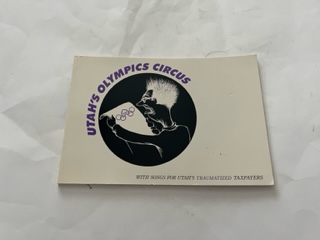 UTAH'S OLYMPICS CIRCUS
WITH SONGS FOR UTAH'S TRAUMATIZED TAXPAYERS